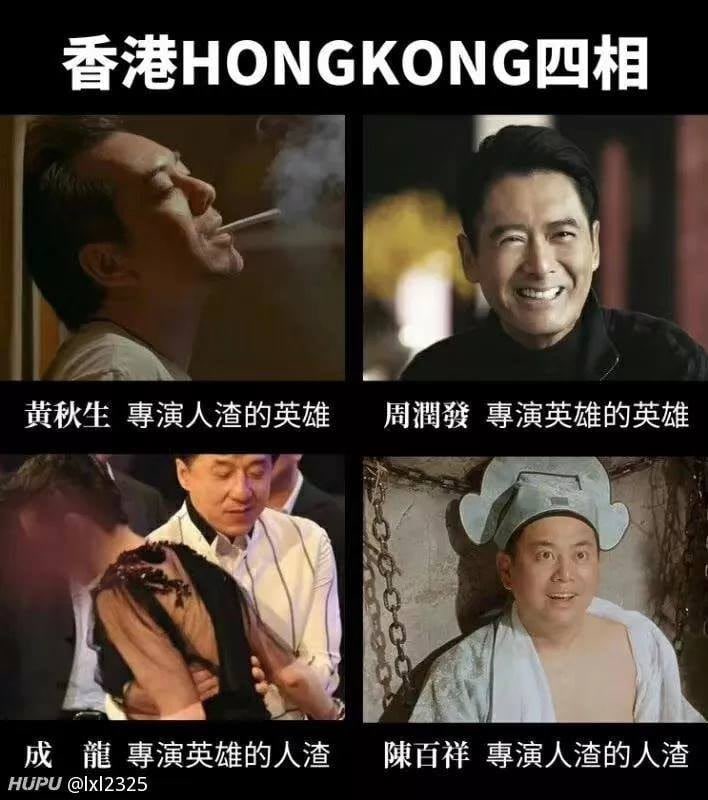 香港HONGKONG四相
黃秋生 專演人渣的英雄
周潤發 專演英雄的英雄
成 龍 專演英雄的人渣
陳百祥 專演人渣的人渣
HUPU @lxl2325